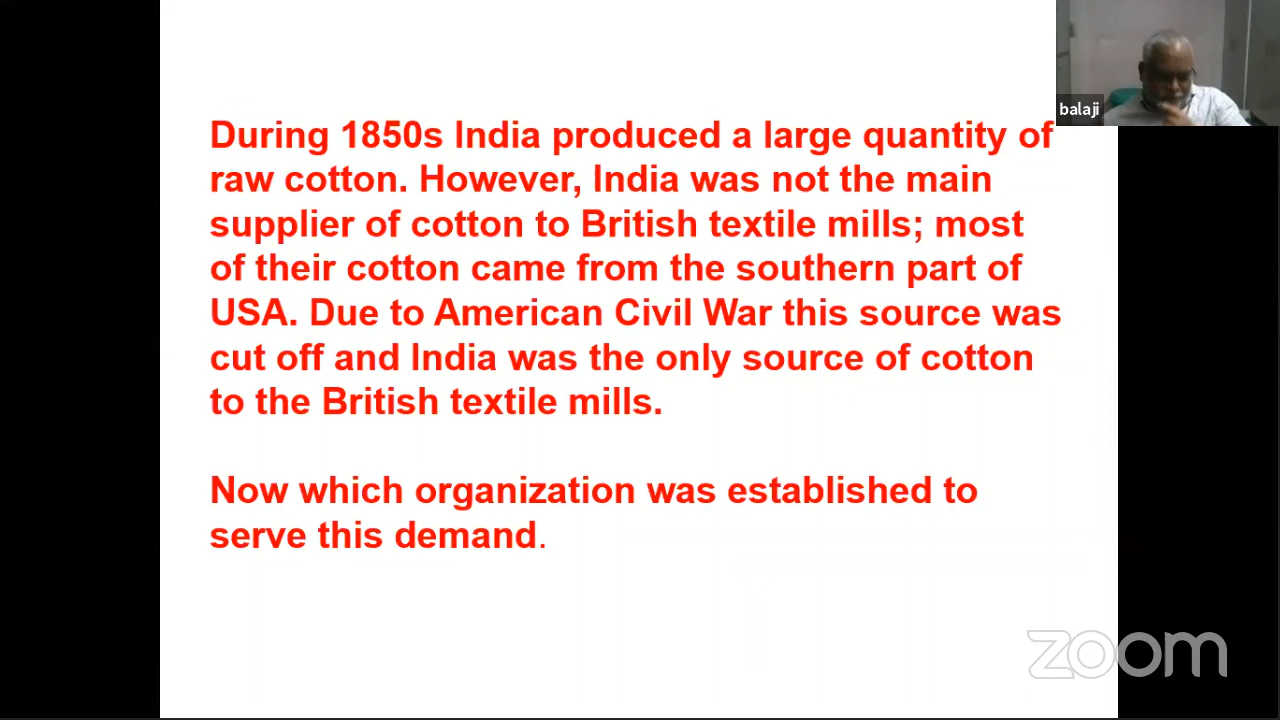 During 1850s India produced a large quantity of
raw cotton. However, India was not the main
supplier of cotton to British textile mills; most
of their cotton came from the southern part of
USA. Due to American Civil War this source was
cut off and India was the only source of cotton
to the British textile mills.
Now which organization was established to
serve this demand.
balaji
zoom